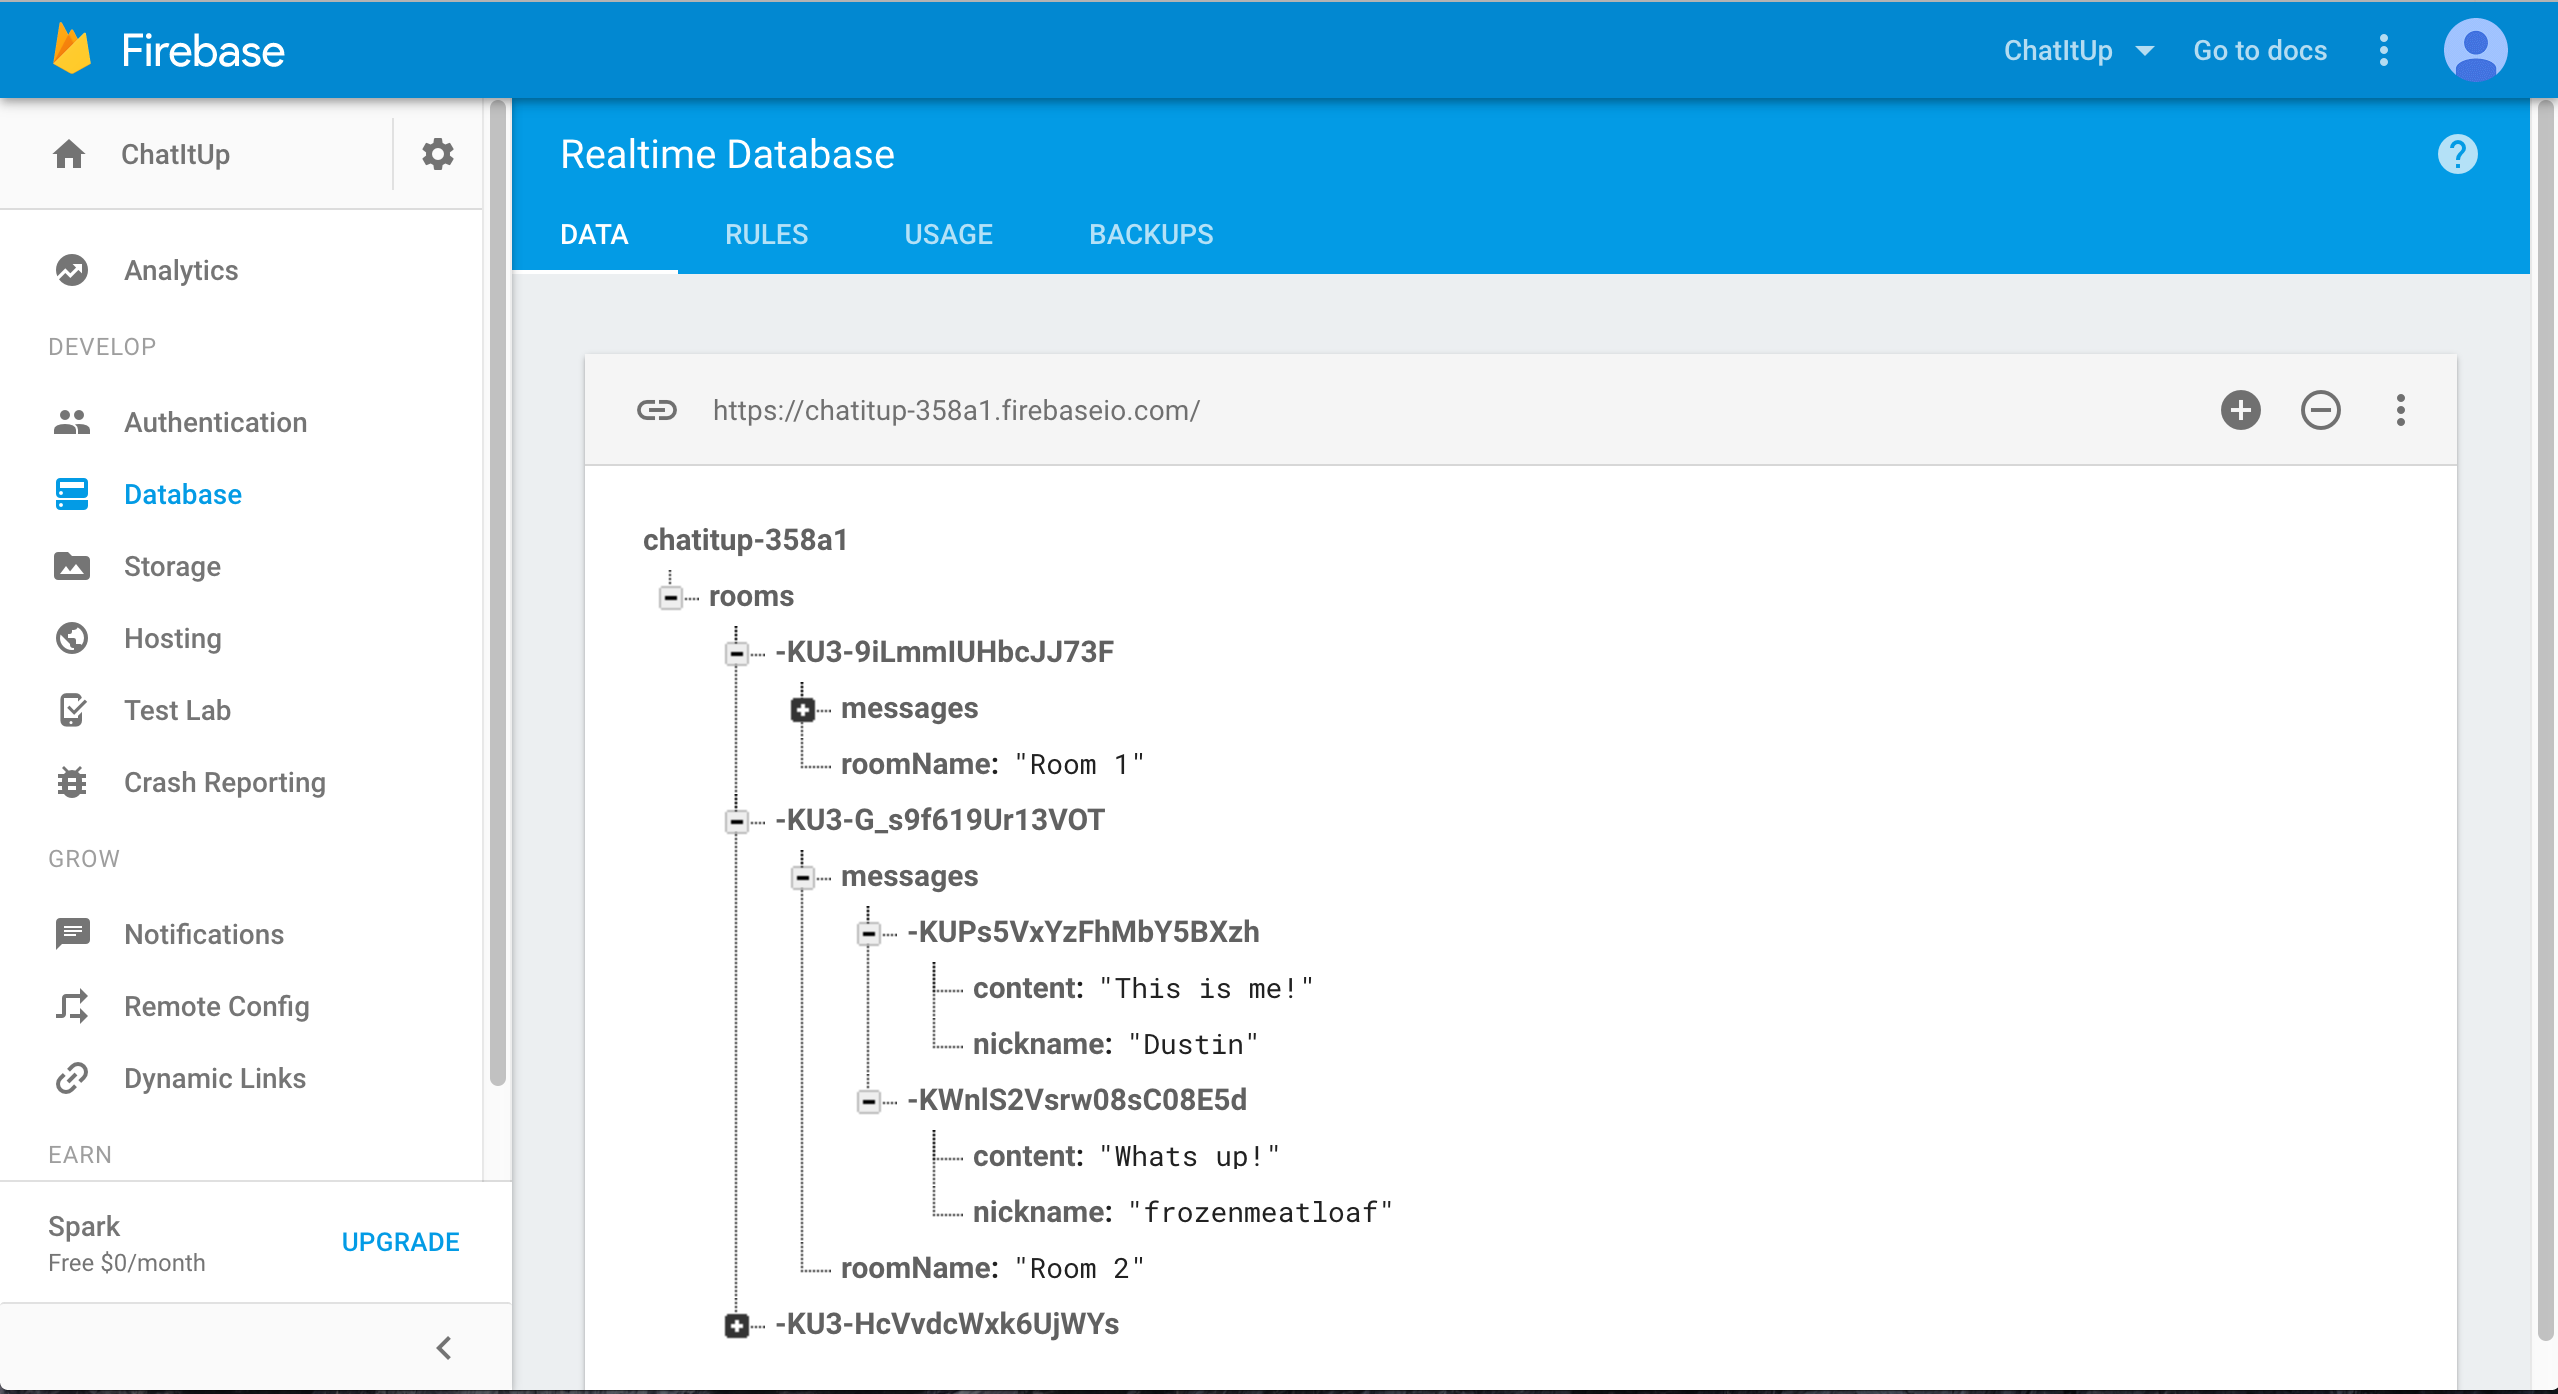 Firebase
ChatItUp
Go to docs
ChatItUp
Analytics
DEVELOP
Authentication
Database
Storage
Hosting
Test Lab
Crash Reporting
GROW
Notifications
Remote Config
Dynamic Links
EARN
Spark
Free $0/month
UPGRADE
Realtime Database
?
DATA RULES USAGE BACKUPS
https://chatitup-358a1.firebaseio.com/
chatitup-358a1
rooms
-KU3-9iLmmIUHbcJJ73F
messages
roomName: "Room 1"
-KU3-G_s9f619Ur13VOT
messages
-KUPs5VxYzFhMbY5BXzh
content: "This is me!"
nickname: "Dustin"
-KWnlS2Vsrw08sC08E5d
content: "Whats up!"
nickname: "frozenmeatloaf"
roomName: "Room 2"
-KU3-HcVvdcWxk6UjWYs